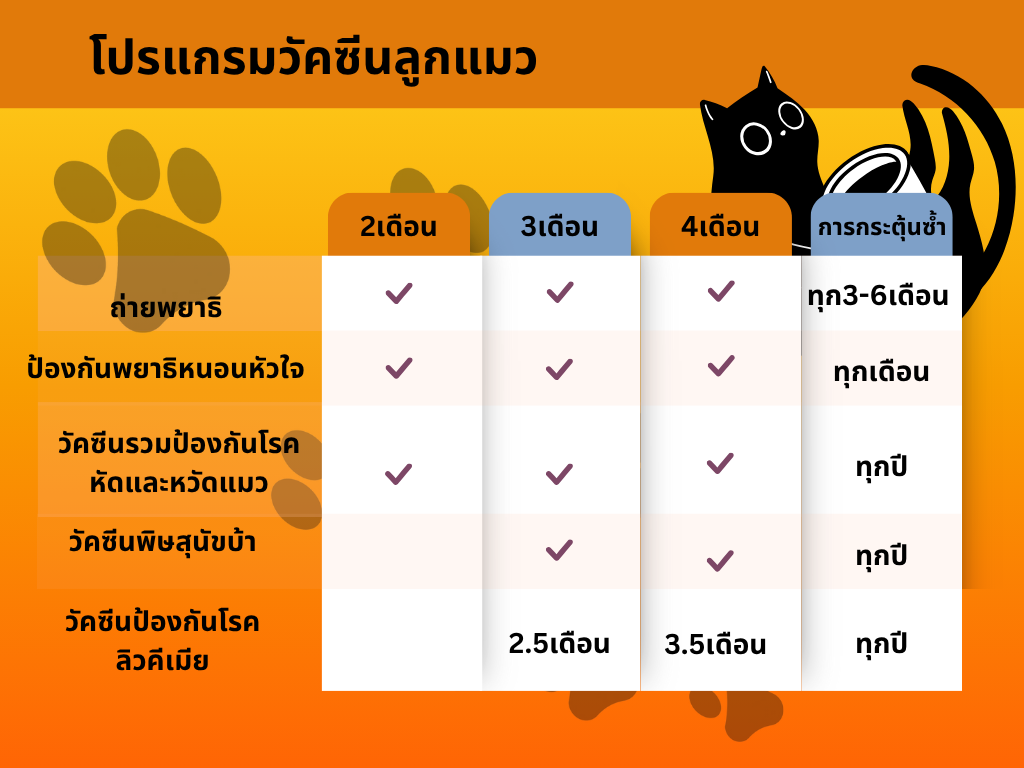 โปรแกรมวัคซีนลูกแมว
2เดือน 3เดือน 4เดือน การกระตุ้นซ้ำ
ถ่ายพยาธิ ทุก3-6เดือน
ป้องกันพยาธิหนอนหัวใจ ทุกเดือน
วัคซีนรวมป้องกันโรค
หัดและหวัดแมว ทุกปี
วัคซีนพิษสุนัขบ้า ทุกปี
วัคซีนป้องกันโรค
ลิวคีเมีย 2.5เดือน 3.5เดือน ทุกปี